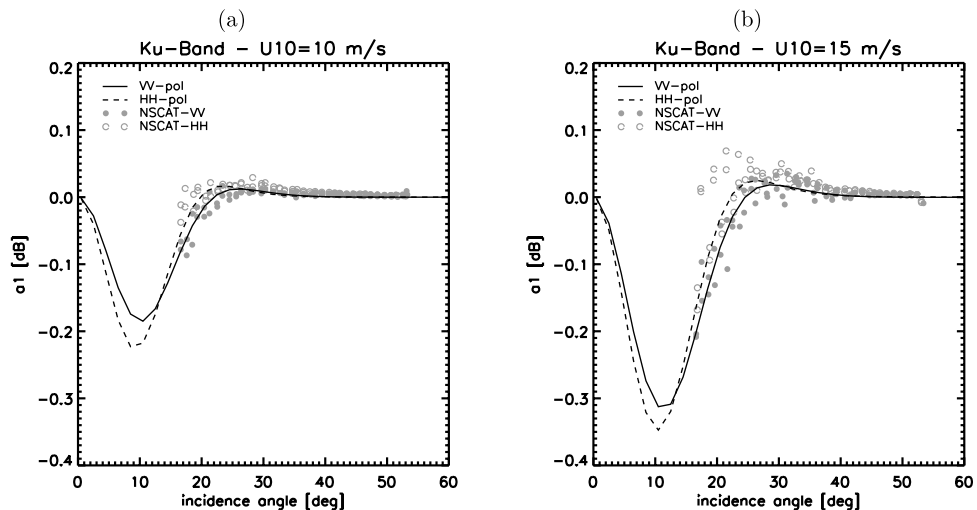 (a)
Ku-Band - U10=10 m/s
0.2
0.1
0.0
-0.1
-0.2
-0.3
-0.4
a1 [dB]
VV-pol
HH-pol
NSCAT-VV
NSCAT-HH
0 10 20 30 40 50 60
incidence angle [deg]
(b)
Ku-Band - U10=15 m/s
0.2
0.1
0.0
-0.1
-0.2
-0.3
-0.4
a1 [dB]
VV-pol
HH-pol
NSCAT-VV
NSCAT-HH
0 10 20 30 40 50 60
incidence angle [deg]